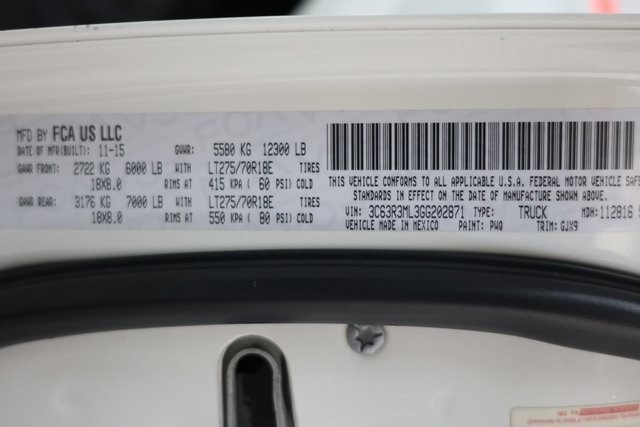 MFD BY FCA US LLC
DATE OF MFR(BUILT): 11-15 GVWR: 5580 KG 12300 LB
GAWR FRONT: 2722 KG 6000 LB WITH LT275/70R18E TIRES
18X8.0 RIMS AT 415 KPA ( 60 PSI) COLD
GAWR REAR: 3176 KG 7000 LB WITH LT275/70R18E TIRES
18X8.0 RIMS AT 550 KPA ( 80 PSI) COLD
THIS VEHICLE CONFORMS TO ALL APPLICABLE U.S.A. FEDERAL MOTOR VEHICLE SAFE
STANDARDS IN EFFECT ON THE DATE OF MANUFACTURE SHOWN ABOVE.
VIN: 3C63R3ML3GG202871 TYPE: TRUCK MDH: 112816
VEHICLE MADE IN MEXICO PAINT: PW0 TRIM: GJX9